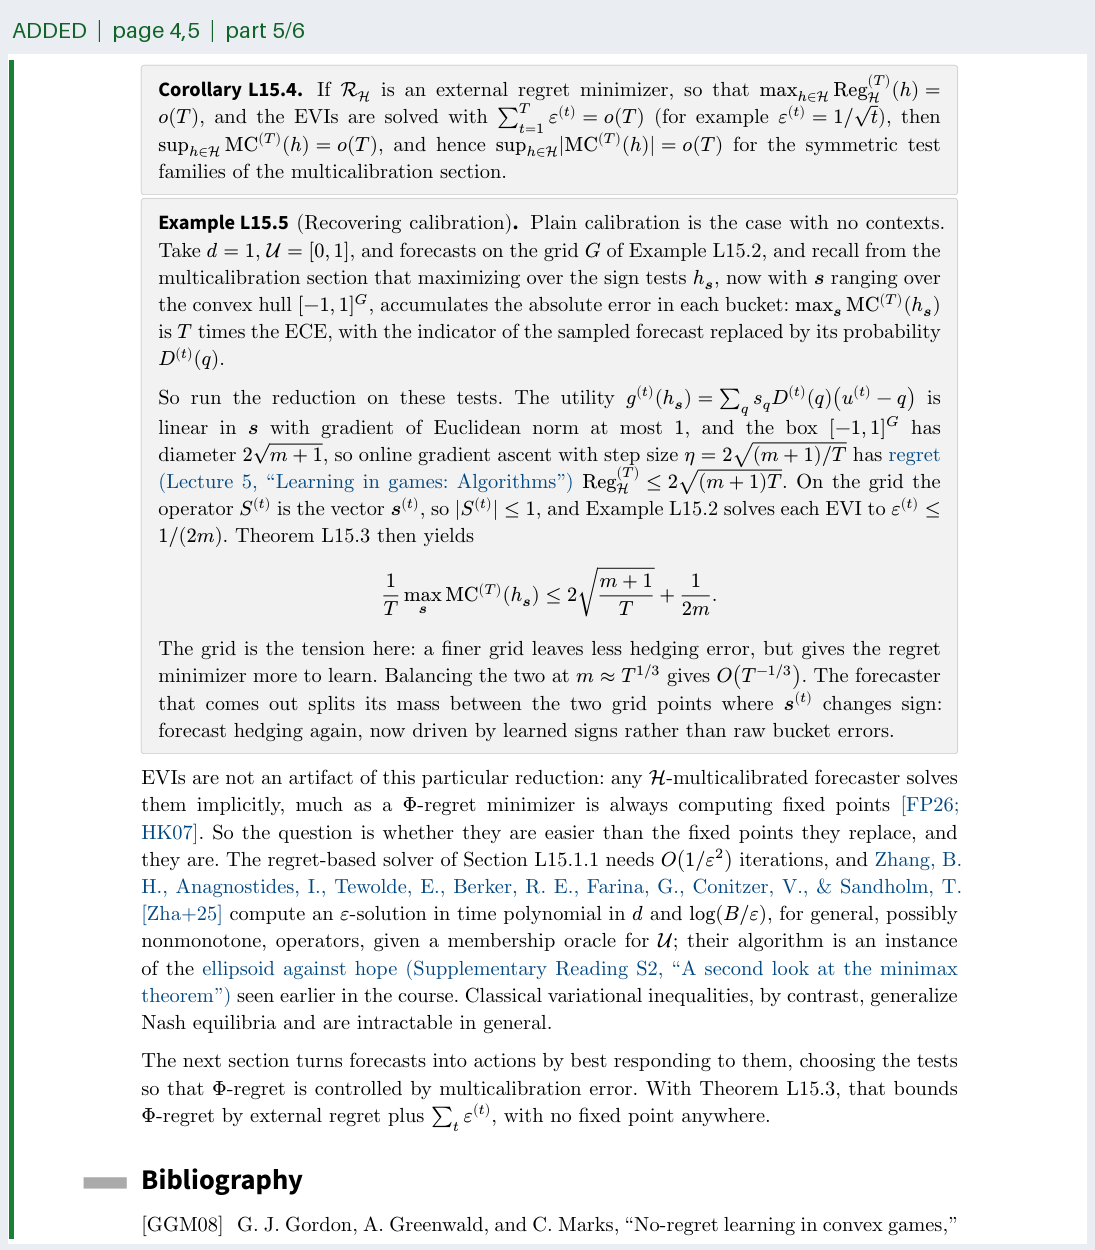 ADDED | page 4,5 | part 5/6
Corollary L15.4. If ℛ_ℋ is an external regret minimizer, so that max_{h∈ℋ} Reg_ℋ^{(T)}(h) =
o(T), and the EVIs are solved with ∑_{t=1}^T ε^{(t)} = o(T) (for example ε^{(t)} = 1/√t), then
sup_{h∈ℋ} MC^{(T)}(h) = o(T), and hence sup_{h∈ℋ}|MC^{(T)}(h)| = o(T) for the symmetric test
families of the multicalibration section.
Example L15.5 (Recovering calibration). Plain calibration is the case with no contexts.
Take d = 1, 𝒰 = [0, 1], and forecasts on the grid G of Example L15.2, and recall from the
multicalibration section that maximizing over the sign tests h_s, now with s ranging over
the convex hull [−1, 1]^G, accumulates the absolute error in each bucket: max_s MC^{(T)}(h_s)
is T times the ECE, with the indicator of the sampled forecast replaced by its probability
D^{(t)}(q).
So run the reduction on these tests. The utility g^{(t)}(h_s) = ∑_q s_q D^{(t)}(q)(u^{(t)} − q) is
linear in s with gradient of Euclidean norm at most 1, and the box [−1, 1]^G has
diameter 2√(m + 1), so online gradient ascent with step size η = 2√((m + 1)/T) has regret
(Lecture 5, “Learning in games: Algorithms”) Reg_ℋ^{(T)} ≤ 2√((m + 1)T). On the grid the
operator S^{(t)} is the vector s^{(t)}, so |S^{(t)}| ≤ 1, and Example L15.2 solves each EVI to ε^{(t)} ≤
1/(2m). Theorem L15.3 then yields
1/T max_s MC^{(T)}(h_s) ≤ 2√((m + 1)/T) + 1/(2m).
The grid is the tension here: a finer grid leaves less hedging error, but gives the regret
minimizer more to learn. Balancing the two at m ≈ T^{1/3} gives O(T^{−1/3}). The forecaster
that comes out splits its mass between the two grid points where s^{(t)} changes sign:
forecast hedging again, now driven by learned signs rather than raw bucket errors.
EVIs are not an artifact of this particular reduction: any ℋ-multicalibrated forecaster solves
them implicitly, much as a Φ-regret minimizer is always computing fixed points [FP26;
HK07]. So the question is whether they are easier than the fixed points they replace, and
they are. The regret-based solver of Section L15.1.1 needs O(1/ε²) iterations, and Zhang, B.
H., Anagnostides, I., Tewolde, E., Berker, R. E., Farina, G., Conitzer, V., & Sandholm, T.
[Zha+25] compute an ε-solution in time polynomial in d and log(B/ε), for general, possibly
nonmonotone, operators, given a membership oracle for 𝒰; their algorithm is an instance
of the ellipsoid against hope (Supplementary Reading S2, “A second look at the minimax
theorem”) seen earlier in the course. Classical variational inequalities, by contrast, generalize
Nash equilibria and are intractable in general.
The next section turns forecasts into actions by best responding to them, choosing the tests
so that Φ-regret is controlled by multicalibration error. With Theorem L15.3, that bounds
Φ-regret by external regret plus ∑_t ε^{(t)}, with no fixed point anywhere.
Bibliography
[GGM08] G. J. Gordon, A. Greenwald, and C. Marks, “No-regret learning in convex games,”